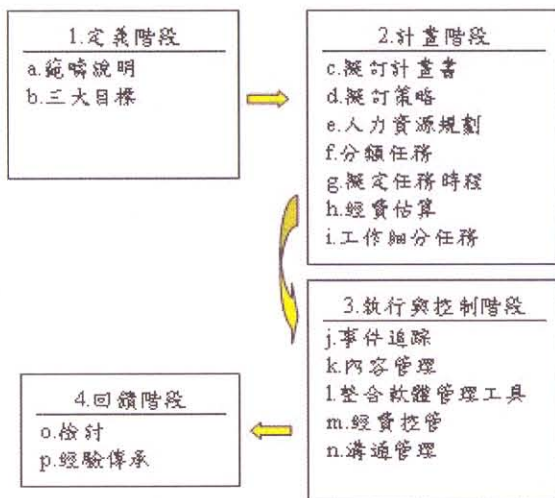 1.定義階段
a.範疇說明
b.三大目標
2.計畫階段
c.擬訂計畫書
d.擬訂策略
e.人力資源規劃
f.分類任務
g.擬定任務時程
h.經費估算
i.工作細分任務
3.執行與控制階段
j.事件追踪
k.內容管理
l.整合軟體管理工具
m.經費控管
n.溝通管理
4.回饋階段
o.檢討
p.經驗傳承